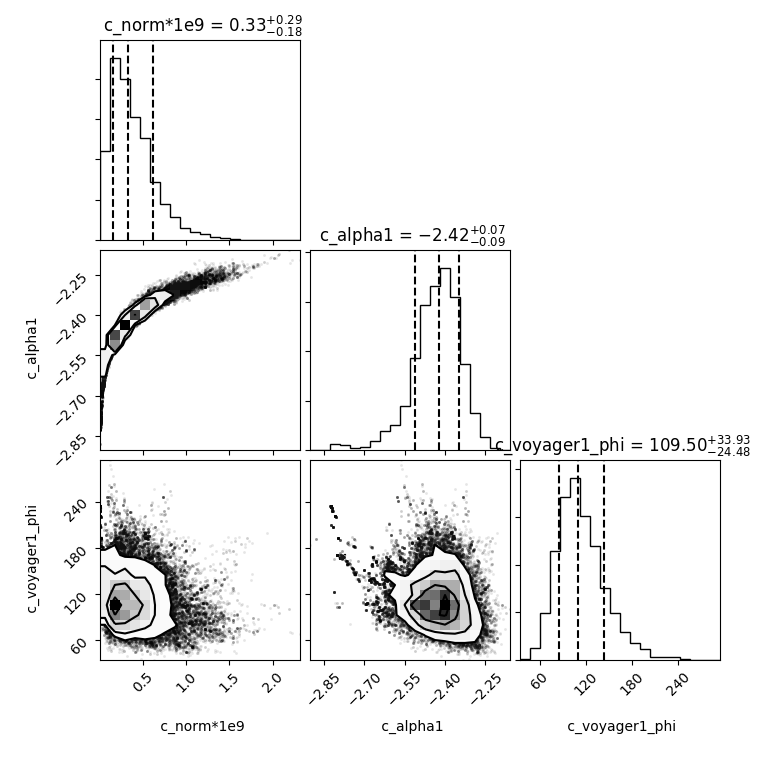 c_norm*1e9 = 0.33+0.29−0.18
c_alpha1 = −2.42+0.07−0.09
−2.25
−2.40
−2.55
−2.70
−2.85
c_alpha1
c_voyager1_phi = 109.50+33.93−24.48
240
180
120
60
c_voyager1_phi
0.5 1.0 1.5 2.0
−2.85 −2.70 −2.55 −2.40 −2.25
60 120 180 240
c_norm*1e9 c_alpha1 c_voyager1_phi